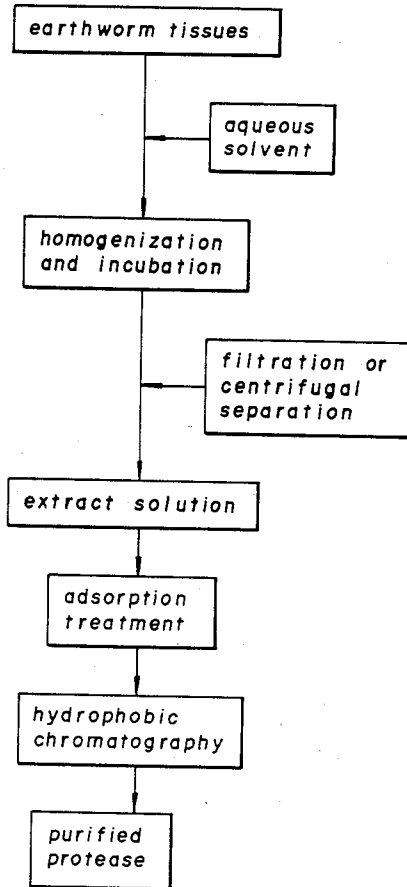 earthworm tissues
aqueous
solvent
homogenization
and incubation
filtration or
centrifugal
separation
extract solution
adsorption
treatment
hydrophobic
chromatography
purified
protease